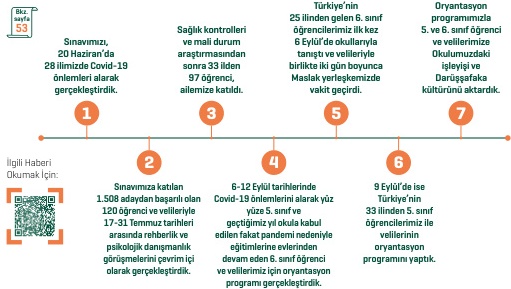 Bkz.
sayfa
53
Sınavımızı,
20 Haziran’da
28 ilimizde Covid-19
önlemleri alarak
gerçekleştirdik.
1
Sınavımıza katılan
1.508 adaydan başarılı olan
120 öğrenci ve velileriyle
17-31 Temmuz tarihleri
arasında rehberlik ve
psikolojik danışmanlık
görüşmelerini çevrim içi
olarak gerçekleştirdik.
2
Sağlık kontrolleri
ve mali durum
araştırmasından
sonra 33 ilden
97 öğrenci,
ailemize katıldı.
3
6-12 Eylül tarihlerinde
Covid-19 önlemlerini alarak yüz
yüze 5. sınıf ve
geçtiğimiz yıl okula kabul
edilen fakat pandemi nedeniyle
eğitimlerine evlerinden
devam eden 6. sınıf öğrenci
ve velilerimiz için oryantasyon
programı gerçekleştirdik.
4
Türkiye’nin
25 ilinden gelen 6. sınıf
öğrencilerimiz ilk kez
6 Eylül’de okullarıyla
tanıştı ve velileriyle
birlikte iki gün boyunca
Maslak yerleşkemizde
vakit geçirdi.
5
9 Eylül’de ise
Türkiye’nin
33 ilinden 5. sınıf
öğrencilerimiz ile
velilerinin
oryantasyon
programını yaptık.
6
Oryantasyon
programımızla
5. ve 6. sınıf öğrenci
ve velilerimize
Okulumuzdaki
işleyişi ve
Darüşşafaka
kültürünü aktardık.
7
İlgili Haberi
Okumak İçin: